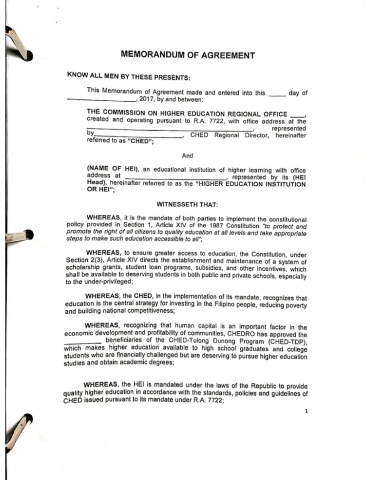 MEMORANDUM OF AGREEMENT
KNOW ALL MEN BY THESE PRESENTS:
This Memorandum of Agreement made and entered into this _____ day of
____________________, 2017, by and between:
THE COMMISSION ON HIGHER EDUCATION REGIONAL OFFICE ____,
created and operating pursuant to R.A. 7722, with office address at the
________________________________________, represented
by__________________________, CHED Regional Director, hereinafter
referred to as "CHED";
And
(NAME OF HEI), an educational institution of higher learning with office
address at ____________________________, represented by its (HEI
Head), hereinafter referred to as the "HIGHER EDUCATION INSTITUTION
OR HEI";
WITNESSETH THAT:
WHEREAS, it is the mandate of both parties to implement the constitutional
policy provided in Section 1, Article XIV of the 1987 Constitution "to protect and
promote the right of all citizens to quality education at all levels and take appropriate
steps to make such education accessible to all";
WHEREAS, to ensure greater access to education, the Constitution, under
Section 2(3), Article XIV directs the establishment and maintenance of a system of
scholarship grants, student loan programs, subsidies, and other incentives, which
shall be available to deserving students in both public and private schools, especially
to the under-privileged;
WHEREAS, the CHED, in the implementation of its mandate, recognizes that
education is the central strategy for investing in the Filipino people, reducing poverty
and building national competitiveness;
WHEREAS, recognizing that human capital is an important factor in the
economic development and profitability of communities, CHEDRO has approved the
__________ beneficiaries of the CHED-Tulong Dunong Program (CHED-TDP),
which makes higher education available to high school graduates and college
students who are financially challenged but are deserving to pursue higher education
studies and obtain academic degrees;
WHEREAS, the HEI is mandated under the laws of the Republic to provide
quality higher education in accordance with the standards, policies and guidelines of
CHED issued pursuant to its mandate under R.A. 7722;
1